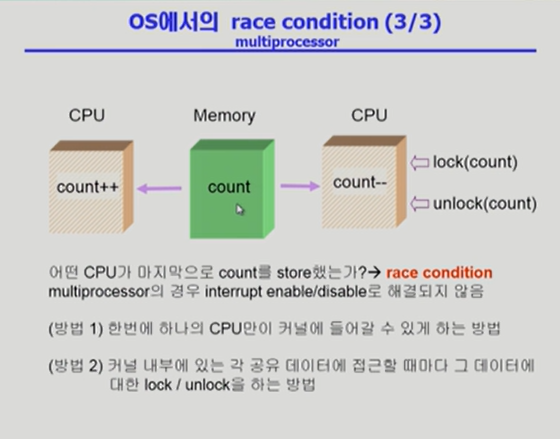 OS에서의 race condition (3/3)
multiprocessor
CPU
Memory
CPU
count++
count
count--
lock(count)
unlock(count)
어떤 CPU가 마지막으로 count를 store했는가?→ race condition
multiprocessor의 경우 interrupt enable/disable로 해결되지 않음
(방법 1) 한번에 하나의 CPU만이 커널에 들어갈 수 있게 하는 방법
(방법 2) 커널 내부에 있는 각 공유 데이터에 접근할 때마다 그 데이터에
대한 lock / unlock을 하는 방법